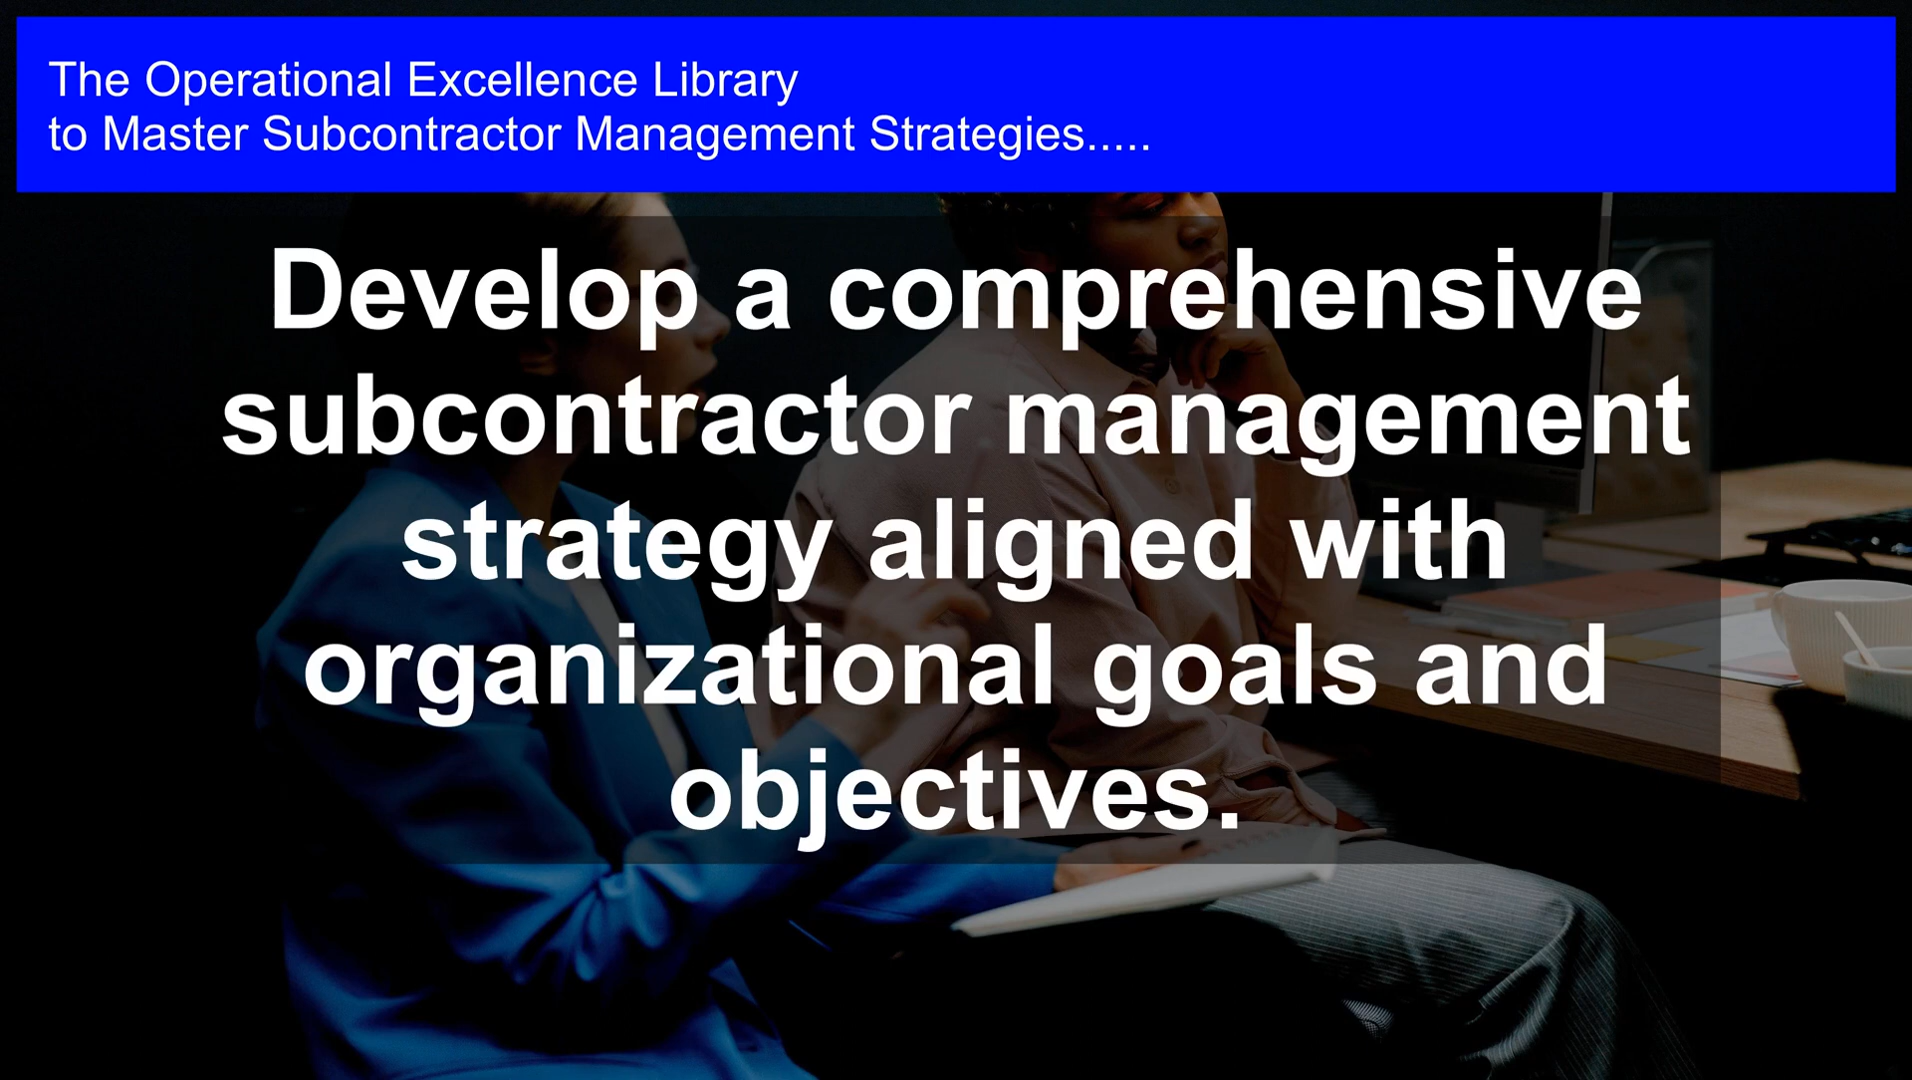 The Operational Excellence Library
to Master Subcontractor Management Strategies.....
Develop a comprehensive
subcontractor management
strategy aligned with
organizational goals and
objectives.